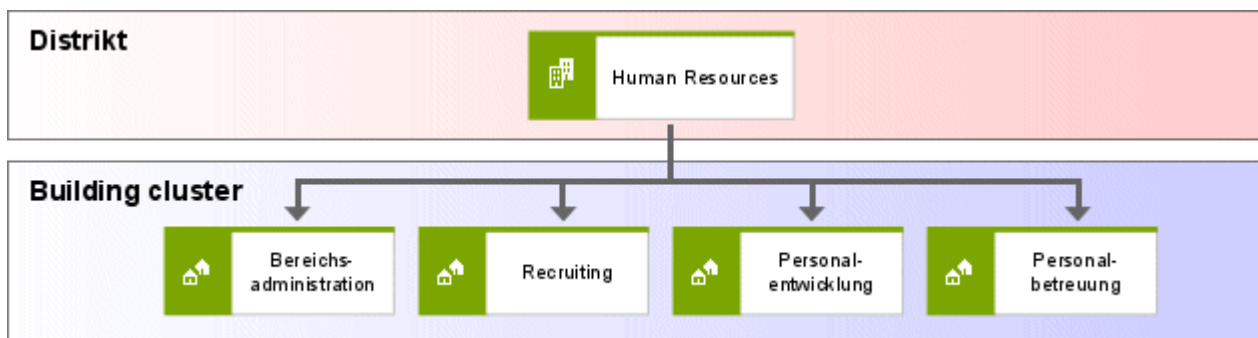 Distrikt
Human Resources
Building cluster
Bereichs-
administration
Recruiting
Personal-
entwicklung
Personal-
betreuung